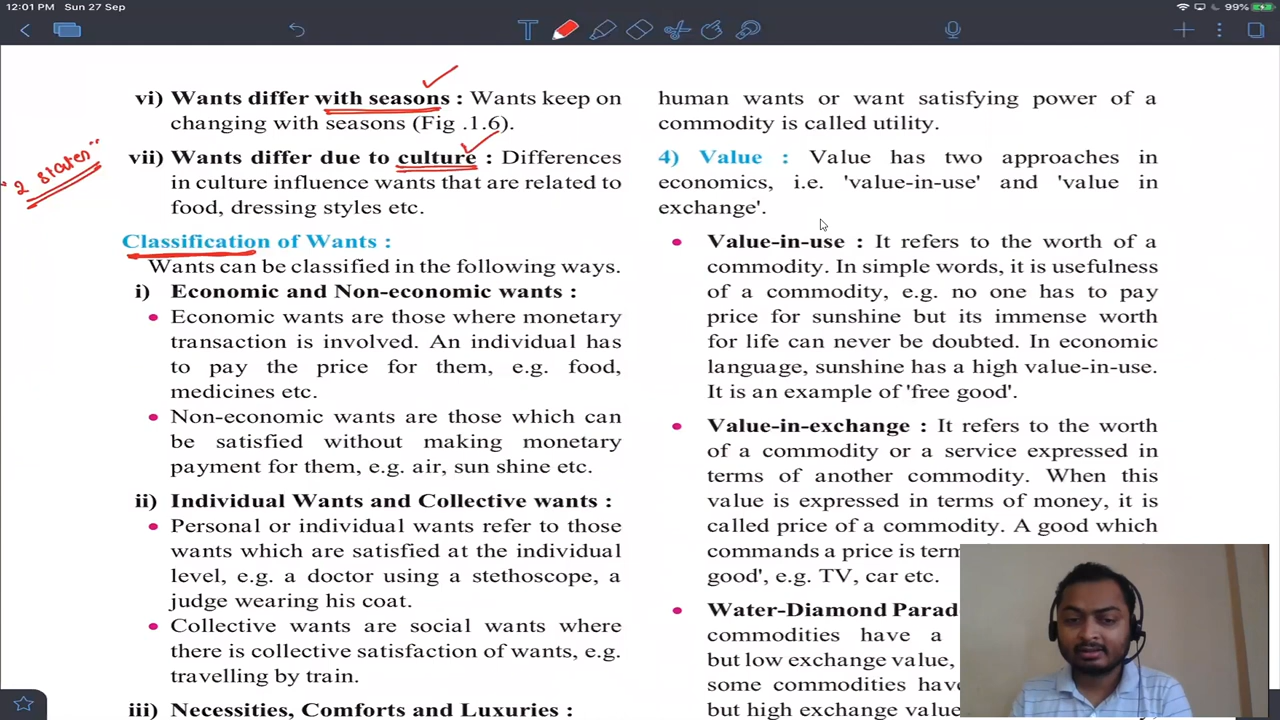 12:01 PM Sun 27 Sep
99%
T
vi) Wants differ with seasons : Wants keep on
changing with seasons (Fig .1.6).
vii) Wants differ due to culture : Differences
in culture influence wants that are related to
food, dressing styles etc.
"2 states"
Classification of Wants :
Wants can be classified in the following ways.
i) Economic and Non-economic wants :
• Economic wants are those where monetary
transaction is involved. An individual has
to pay the price for them, e.g. food,
medicines etc.
• Non-economic wants are those which can
be satisfied without making monetary
payment for them, e.g. air, sun shine etc.
ii) Individual Wants and Collective wants :
• Personal or individual wants refer to those
wants which are satisfied at the individual
level, e.g. a doctor using a stethoscope, a
judge wearing his coat.
• Collective wants are social wants where
there is collective satisfaction of wants, e.g.
travelling by train.
iii) Necessities, Comforts and Luxuries :
human wants or want satisfying power of a
commodity is called utility.
4) Value : Value has two approaches in
economics, i.e. 'value-in-use' and 'value in
exchange'.
• Value-in-use : It refers to the worth of a
commodity. In simple words, it is usefulness
of a commodity, e.g. no one has to pay
price for sunshine but its immense worth
for life can never be doubted. In economic
language, sunshine has a high value-in-use.
It is an example of 'free good'.
• Value-in-exchange : It refers to the worth
of a commodity or a service expressed in
terms of another commodity. When this
value is expressed in terms of money, it is
called price of a commodity. A good which
commands a price is term
good', e.g. TV, car etc.
• Water-Diamond Parad
commodities have a
but low exchange value,
some commodities have
but high exchange value